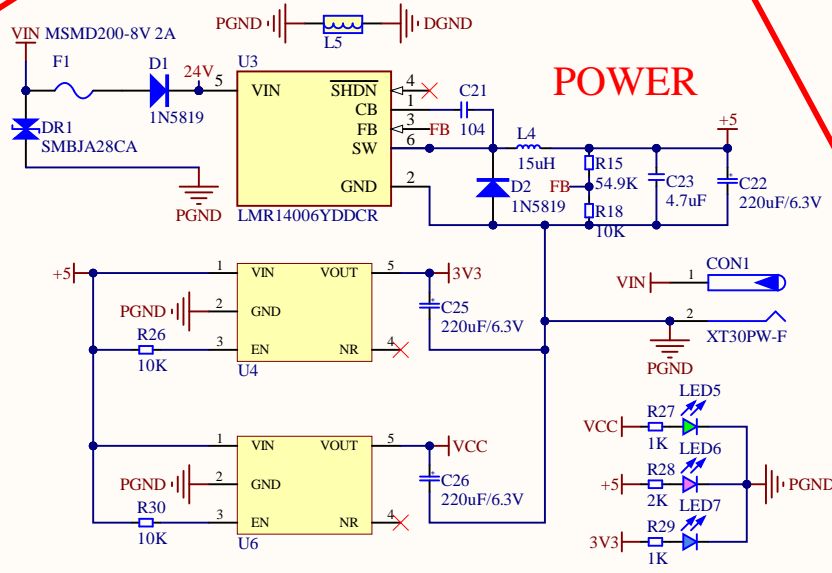 PGND
DGND
L5
VIN MSMD200-8V 2A
F1
D1
24V
1N5819
DR1
SMBJA28CA
PGND
U3
5
VIN
SHDN
4
CB
1
FB
3
FB
SW
6
GND
2
LMR14006YDDCR
C21
104
POWER
L4
15uH
D2
1N5819
FB
R15
54.9K
R18
10K
C23
4.7uF
+5
C22
220uF/6.3V
+5
1
VIN
VOUT
5
3V3
PGND
2
GND
C25
220uF/6.3V
R26
10K
3
EN
NR
4
U4
VIN
1
CON1
2
XT30PW-F
PGND
1
VIN
VOUT
5
VCC
PGND
2
GND
C26
220uF/6.3V
R30
10K
3
EN
NR
4
U6
LED5
VCC
R27
1K
LED6
+5
R28
2K
PGND
LED7
3V3
R29
1K